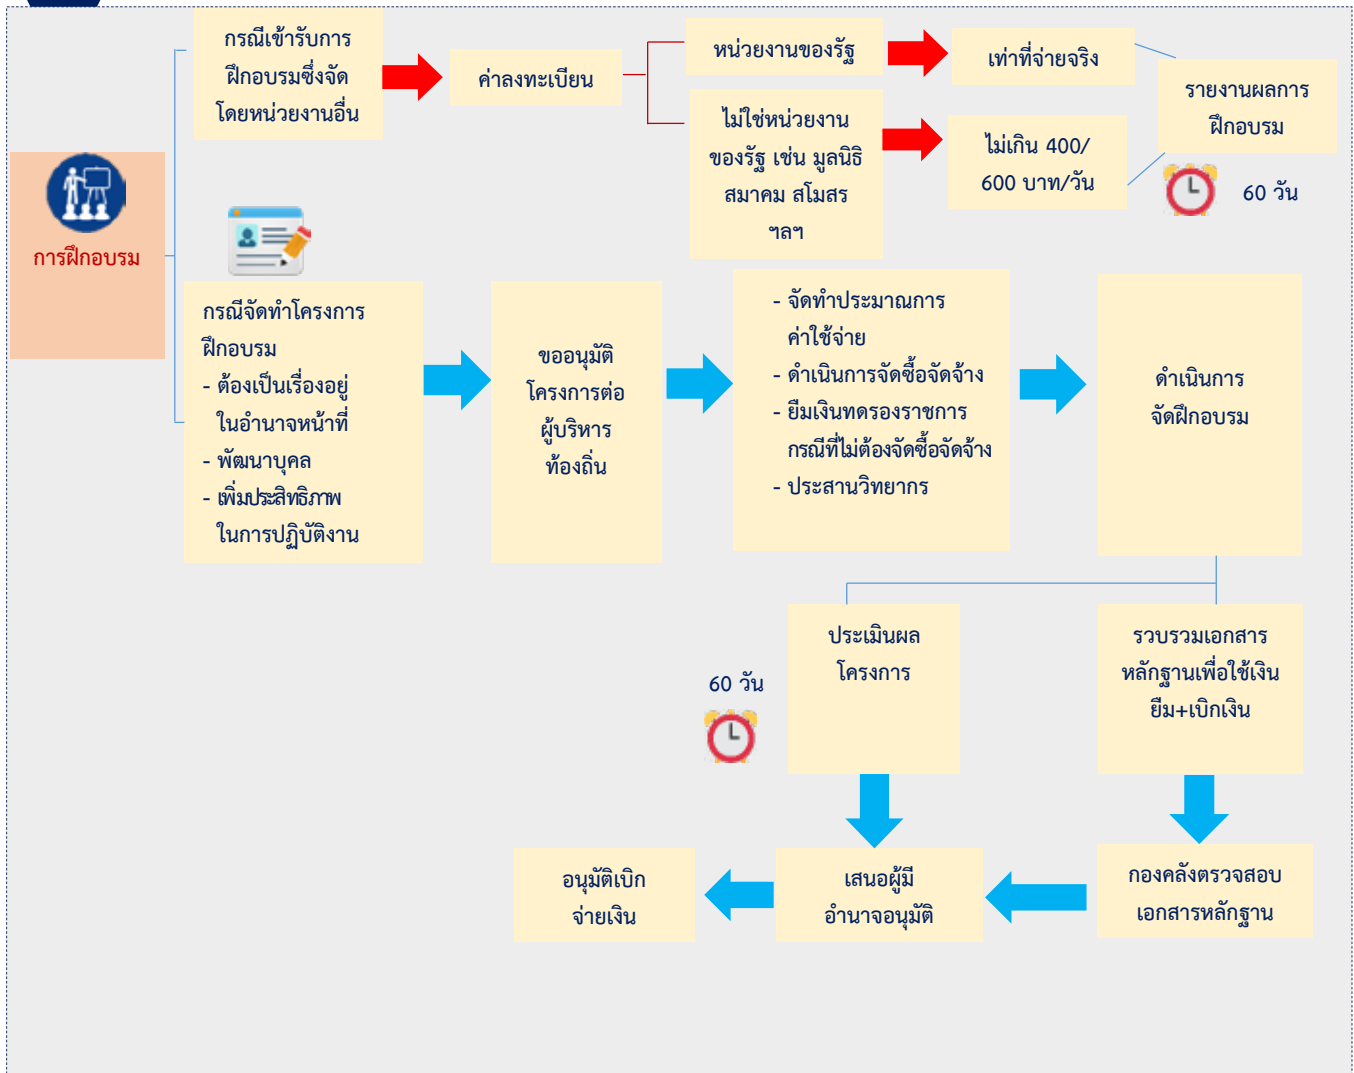 กรณีเข้ารับการ
ฝึกอบรมซึ่งจัด
โดยหน่วยงานอื่น
ค่าลงทะเบียน
หน่วยงานของรัฐ
เท่าที่จ่ายจริง
ไม่ใช่หน่วยงาน
ของรัฐ เช่น มูลนิธิ
สมาคม สโมสร
ฯลฯ
ไม่เกิน 400/
600 บาท/วัน
รายงานผลการ
ฝึกอบรม
60 วัน
การฝึกอบรม
กรณีจัดทำโครงการ
ฝึกอบรม
- ต้องเป็นเรื่องอยู่
ในอำนาจหน้าที่
- พัฒนาบุคล
- เพิ่มประสิทธิภาพ
ในการปฏิบัติงาน
ขออนุมัติ
โครงการต่อ
ผู้บริหาร
ท้องถิ่น
- จัดทำประมาณการ
ค่าใช้จ่าย
- ดำเนินการจัดซื้อจัดจ้าง
- ยืมเงินทดรองราชการ
กรณีที่ไม่ต้องจัดซื้อจัดจ้าง
- ประสานวิทยากร
ดำเนินการ
จัดฝึกอบรม
ประเมินผล
โครงการ
60 วัน
รวบรวมเอกสาร
หลักฐานเพื่อใช้เงิน
ยืม+เบิกเงิน
กองคลังตรวจสอบ
เอกสารหลักฐาน
เสนอผู้มี
อำนาจอนุมัติ
อนุมัติเบิก
จ่ายเงิน